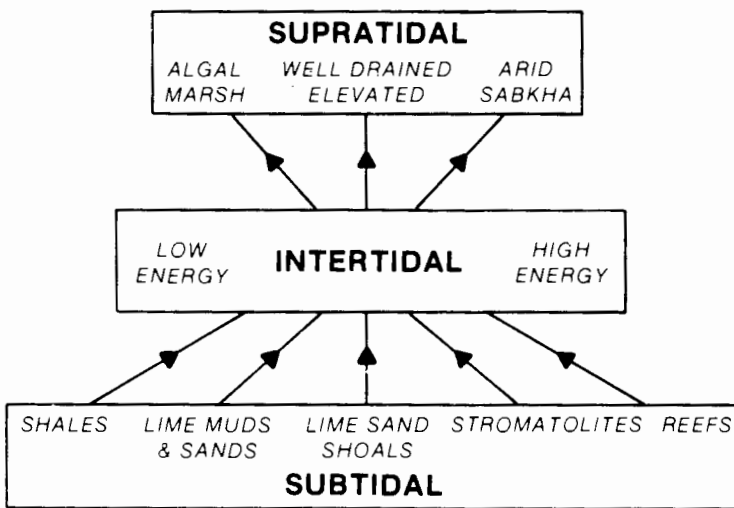 SUPRATIDAL
ALGAL MARSH
WELL DRAINED ELEVATED
ARID SABKHA
LOW ENERGY
INTERTIDAL
HIGH ENERGY
SHALES
LIME MUDS & SANDS
LIME SAND SHOALS
STROMATOLITES
REEFS
SUBTIDAL